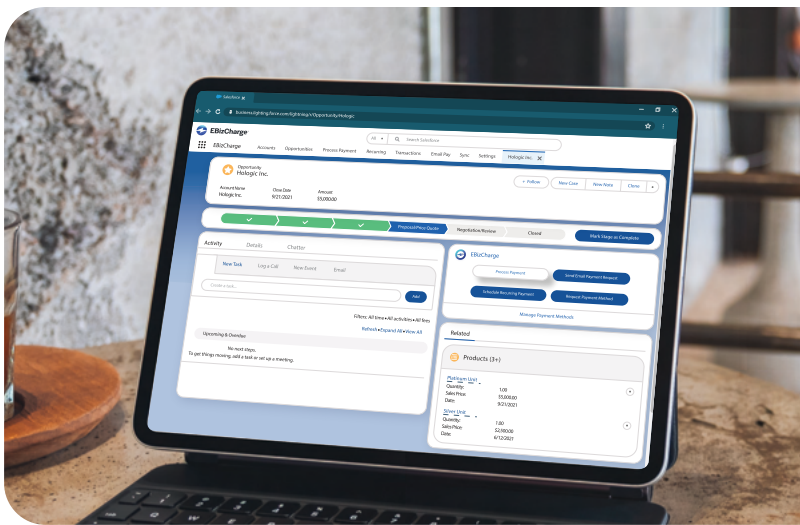 Salesforce
business.lighting.force.com/lightning/r/Opportunity/Hologic
EBizCharge
All
Search Salesforce
EBizCharge Accounts Opportunities Process Payment Recurring Transactions Email Pay Sync Settings Hologic Inc.
Opportunity
Hologic Inc.
+ Follow New Case New Note Clone
Account Name Close Date Amount
Hologic Inc. 9/21/2021 $5,000.00
Proposal/Price Quote Negotiation/Review Closed Mark Stage as Complete
Activity Details Chatter
New Task Log a Call New Event Email
Create a task...
Add
Filters: All time • All activities • All files
Refresh • Expand All • View All
Upcoming & Overdue
No next steps.
To get things moving, add a task or set up a meeting.
EBizCharge
Process Payment Send Email Payment Request
Schedule Recurring Payment Request Payment Method
Manage Payment Methods
Related
Products (3+)
Platinum Unit
Quantity: 1.00
Sales Price: $5,000.00
Date: 9/21/2021
Silver Unit
Quantity: 1.00
Sales Price: $2,500.00
Date: 6/12/2021